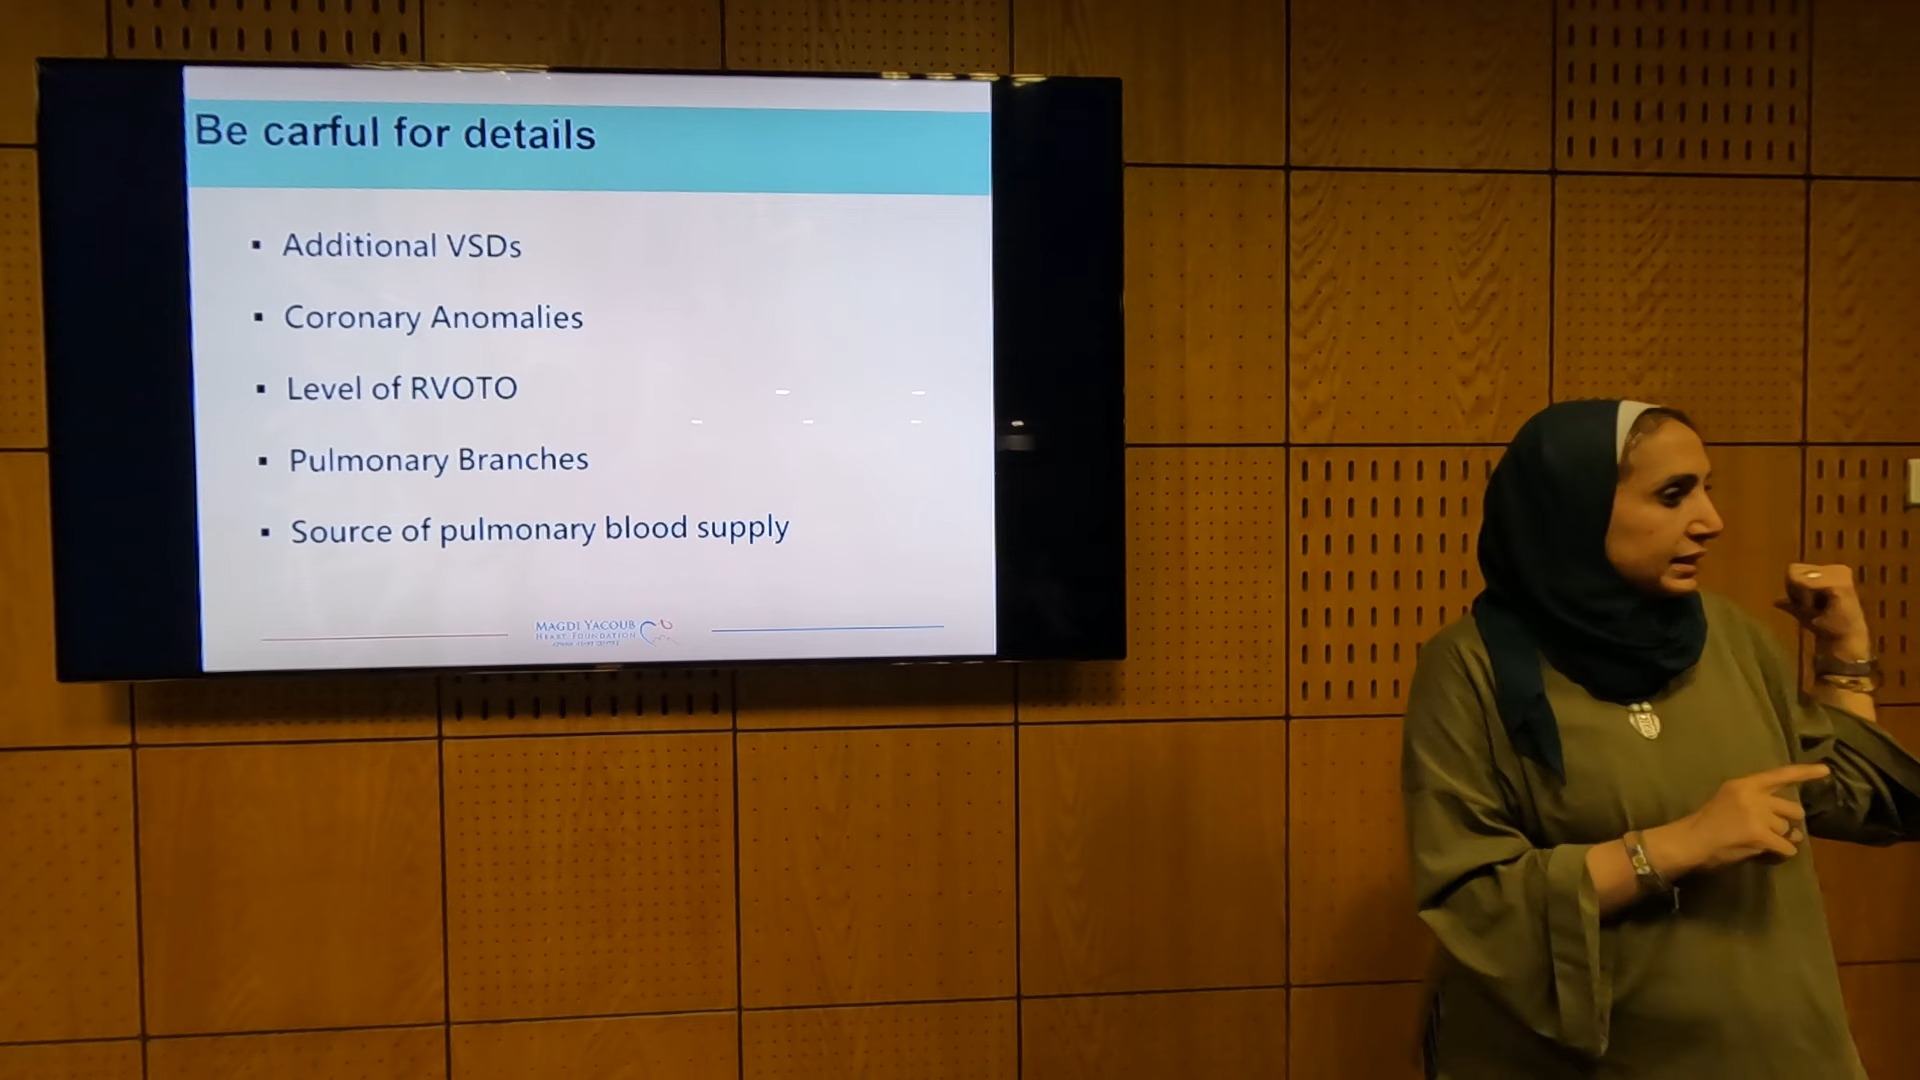 Be carful for details
▪ Additional VSDs
▪ Coronary Anomalies
▪ Level of RVOTO
▪ Pulmonary Branches
▪ Source of pulmonary blood supply
MAGDI YACOUB
HEART FOUNDATION